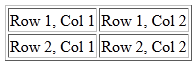 Row 1, Col 1 Row 1, Col 2
Row 2, Col 1 Row 2, Col 2